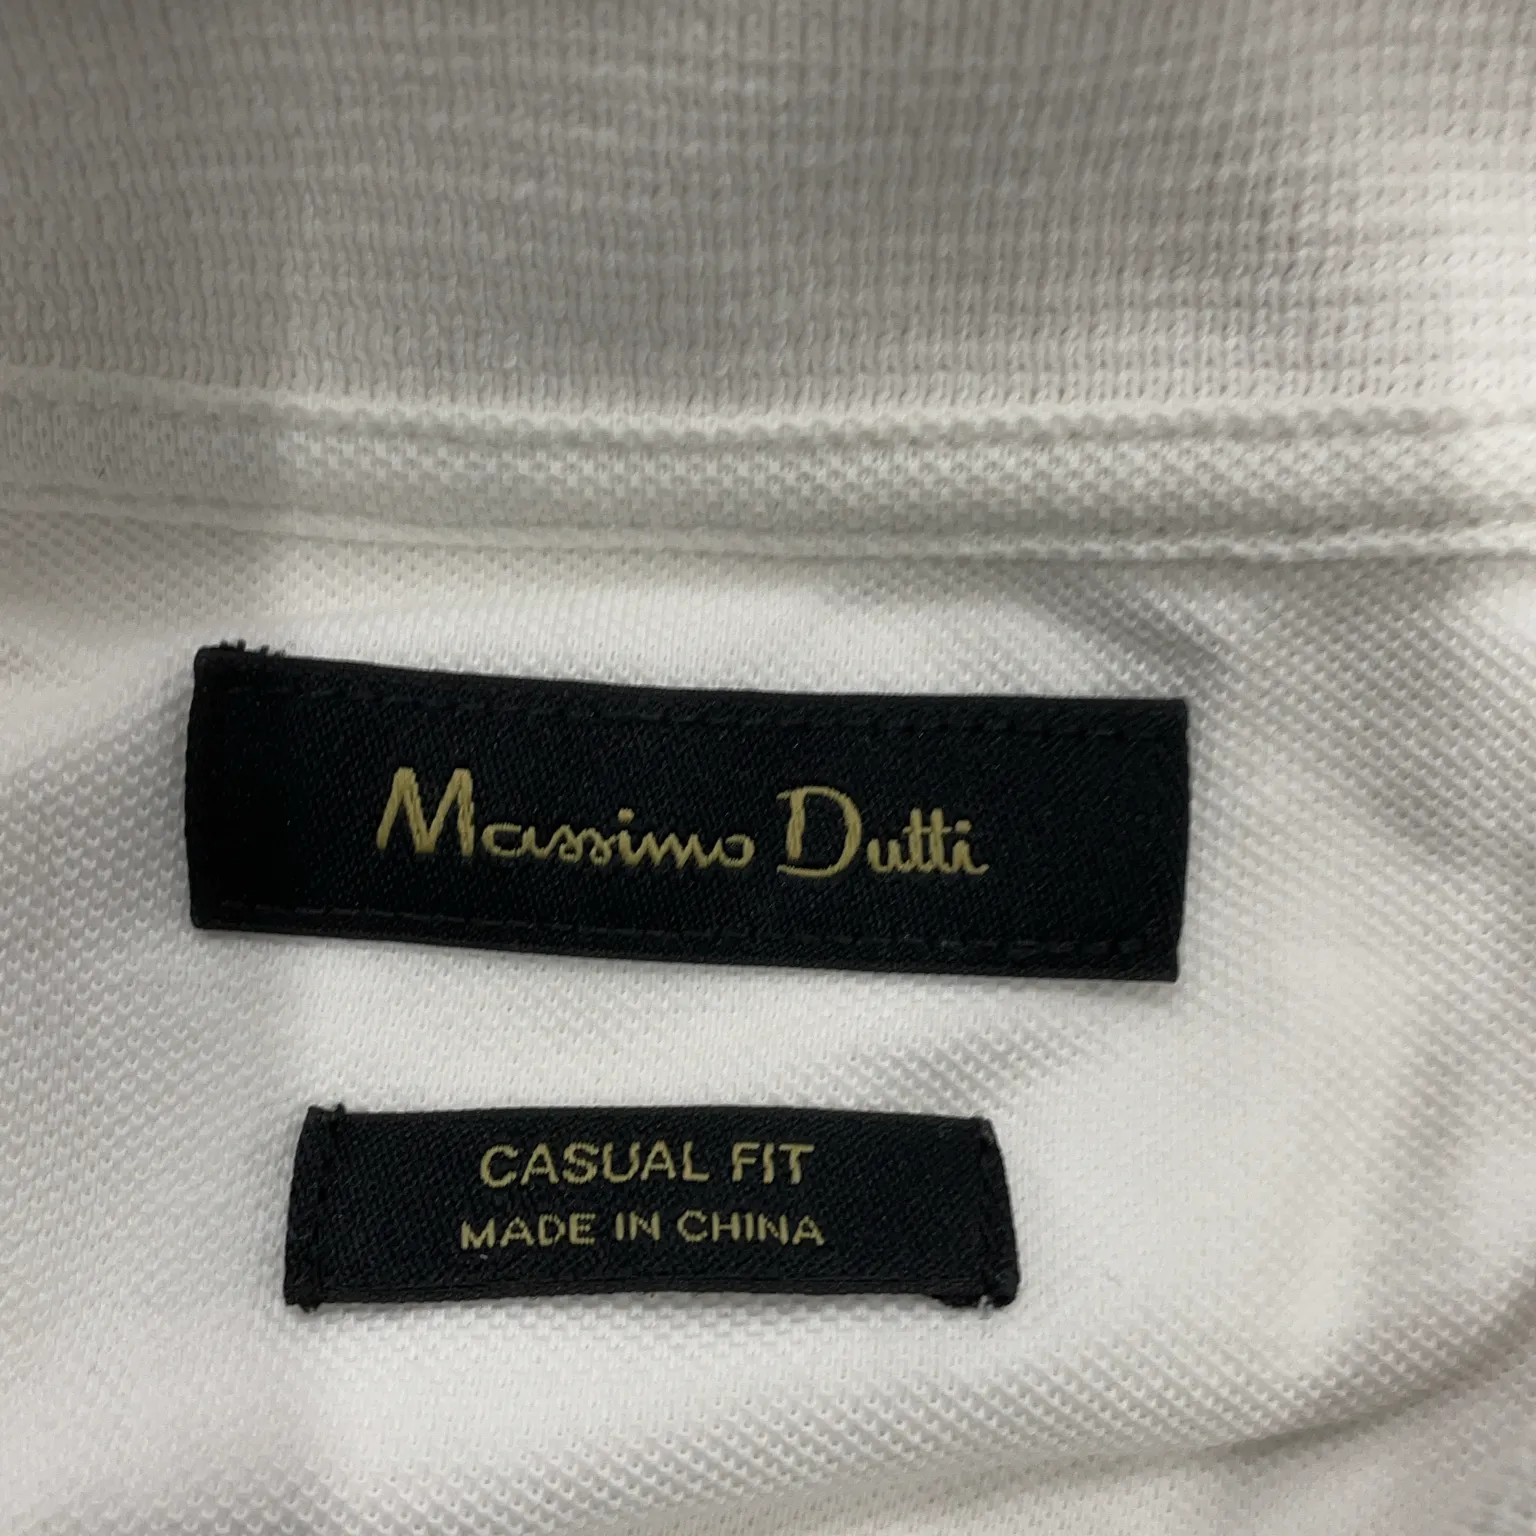 Massimo Dutti
CASUAL FIT
MADE IN CHINA